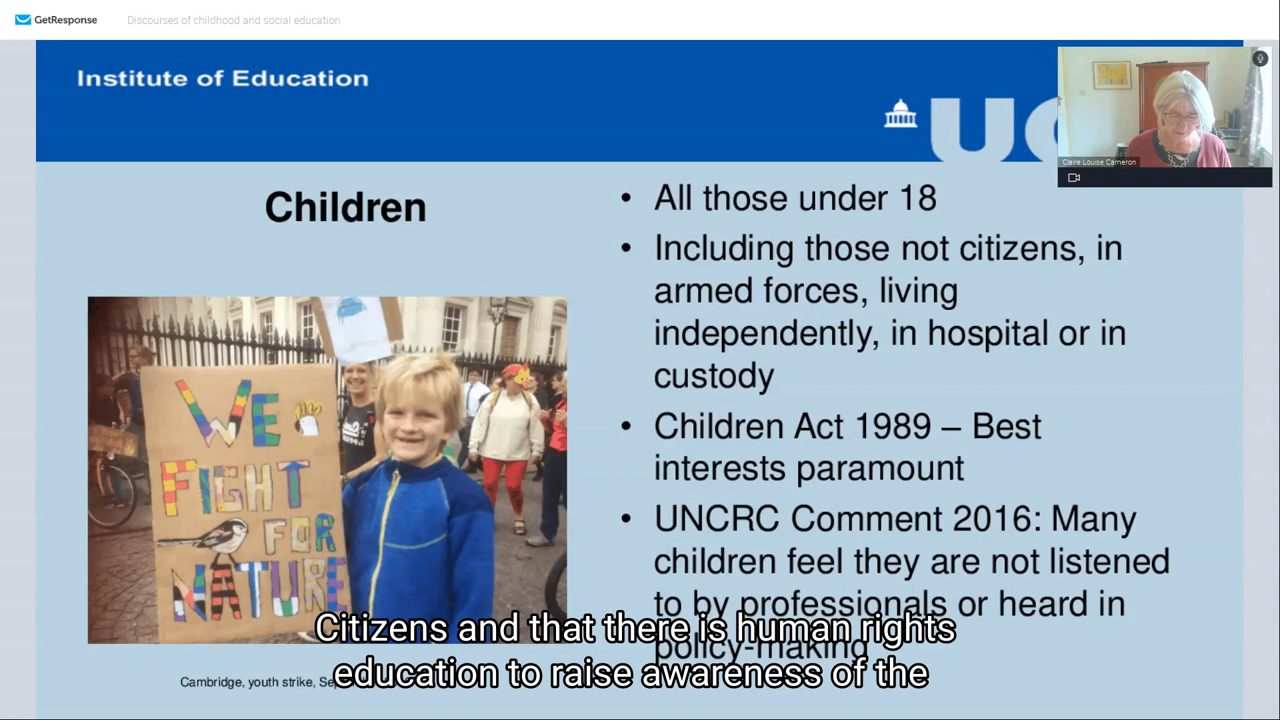 GetResponse
Discourses of childhood and social education
Institute of Education
UC
Claire Louise Cameron
Children
WE
FIGHT
FOR
NATURE
Cambridge, youth strike,
• All those under 18
• Including those not citizens, in
armed forces, living
independently, in hospital or in
custody
• Children Act 1989 – Best
interests paramount
• UNCRC Comment 2016: Many
children feel they are not listened
to by professionals or heard in
policy-making
Citizens and that there is human rights
education to raise awareness of the